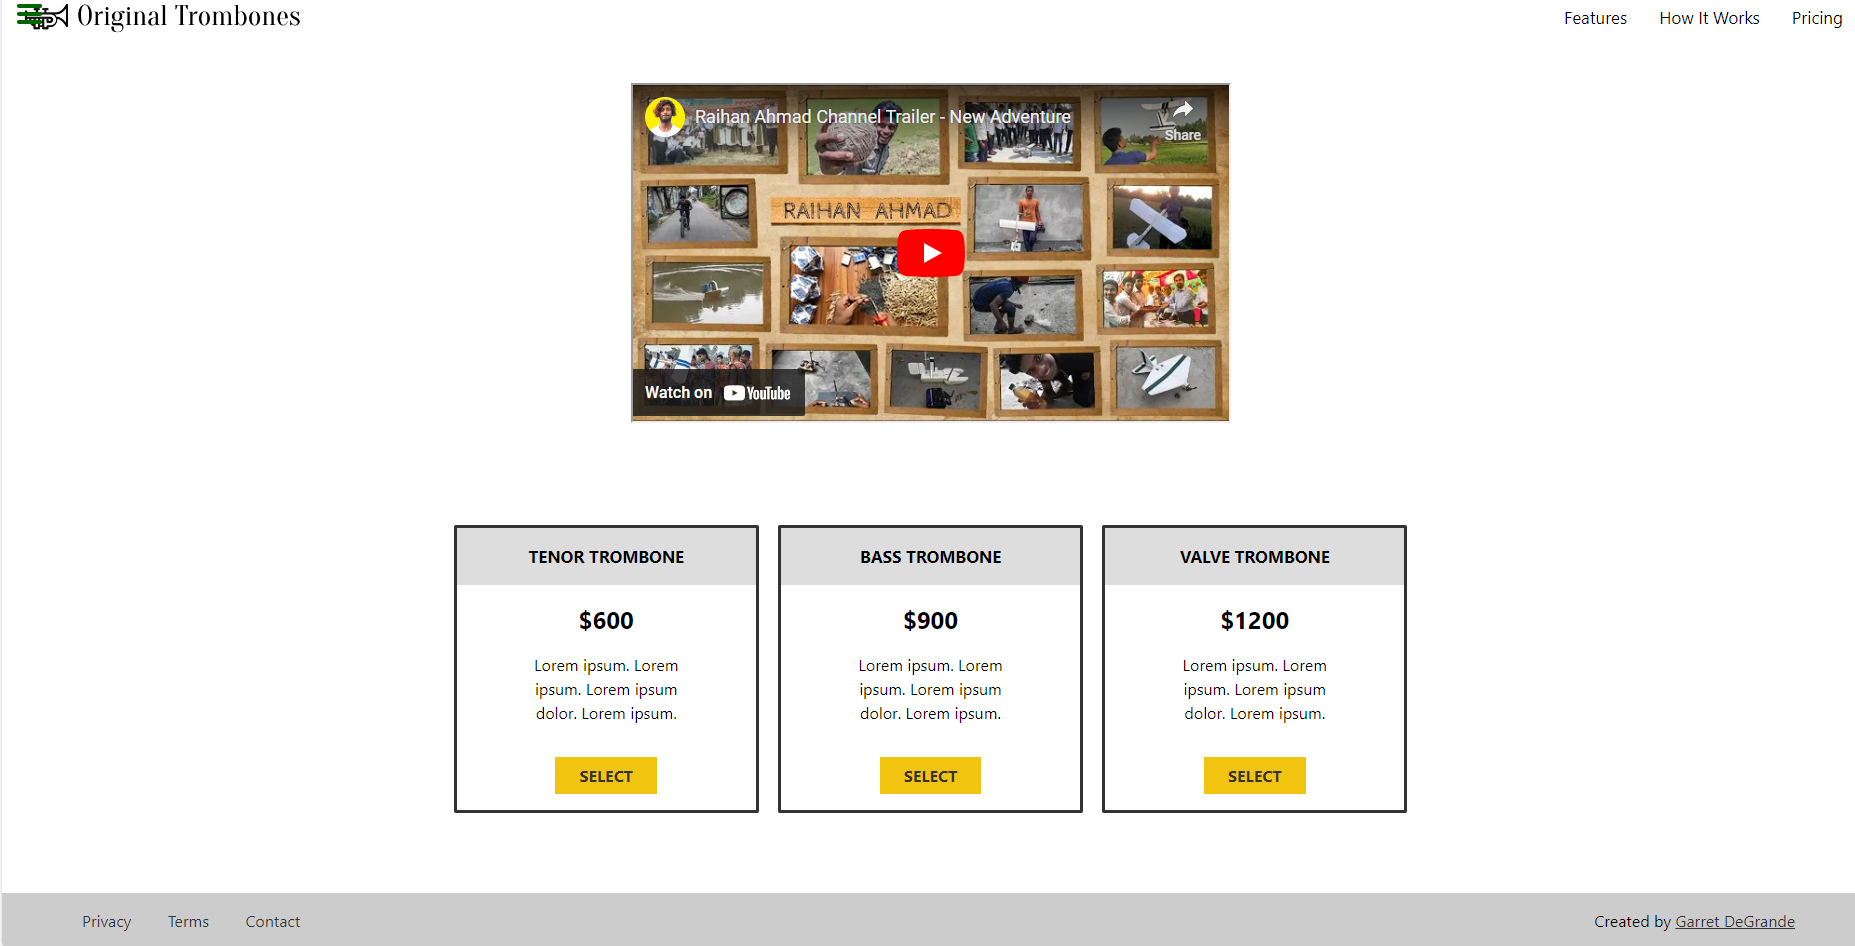 Original Trombones
Features How It Works Pricing
Raihan Ahmad Channel Trailer - New Adventure
Share
RAIHAN AHMAD
Watch on YouTube
TENOR TROMBONE
$600
Lorem ipsum. Lorem
ipsum. Lorem ipsum
dolor. Lorem ipsum.
SELECT
BASS TROMBONE
$900
Lorem ipsum. Lorem
ipsum. Lorem ipsum
dolor. Lorem ipsum.
SELECT
VALVE TROMBONE
$1200
Lorem ipsum. Lorem
ipsum. Lorem ipsum
dolor. Lorem ipsum.
SELECT
Privacy Terms Contact
Created by Garret DeGrande